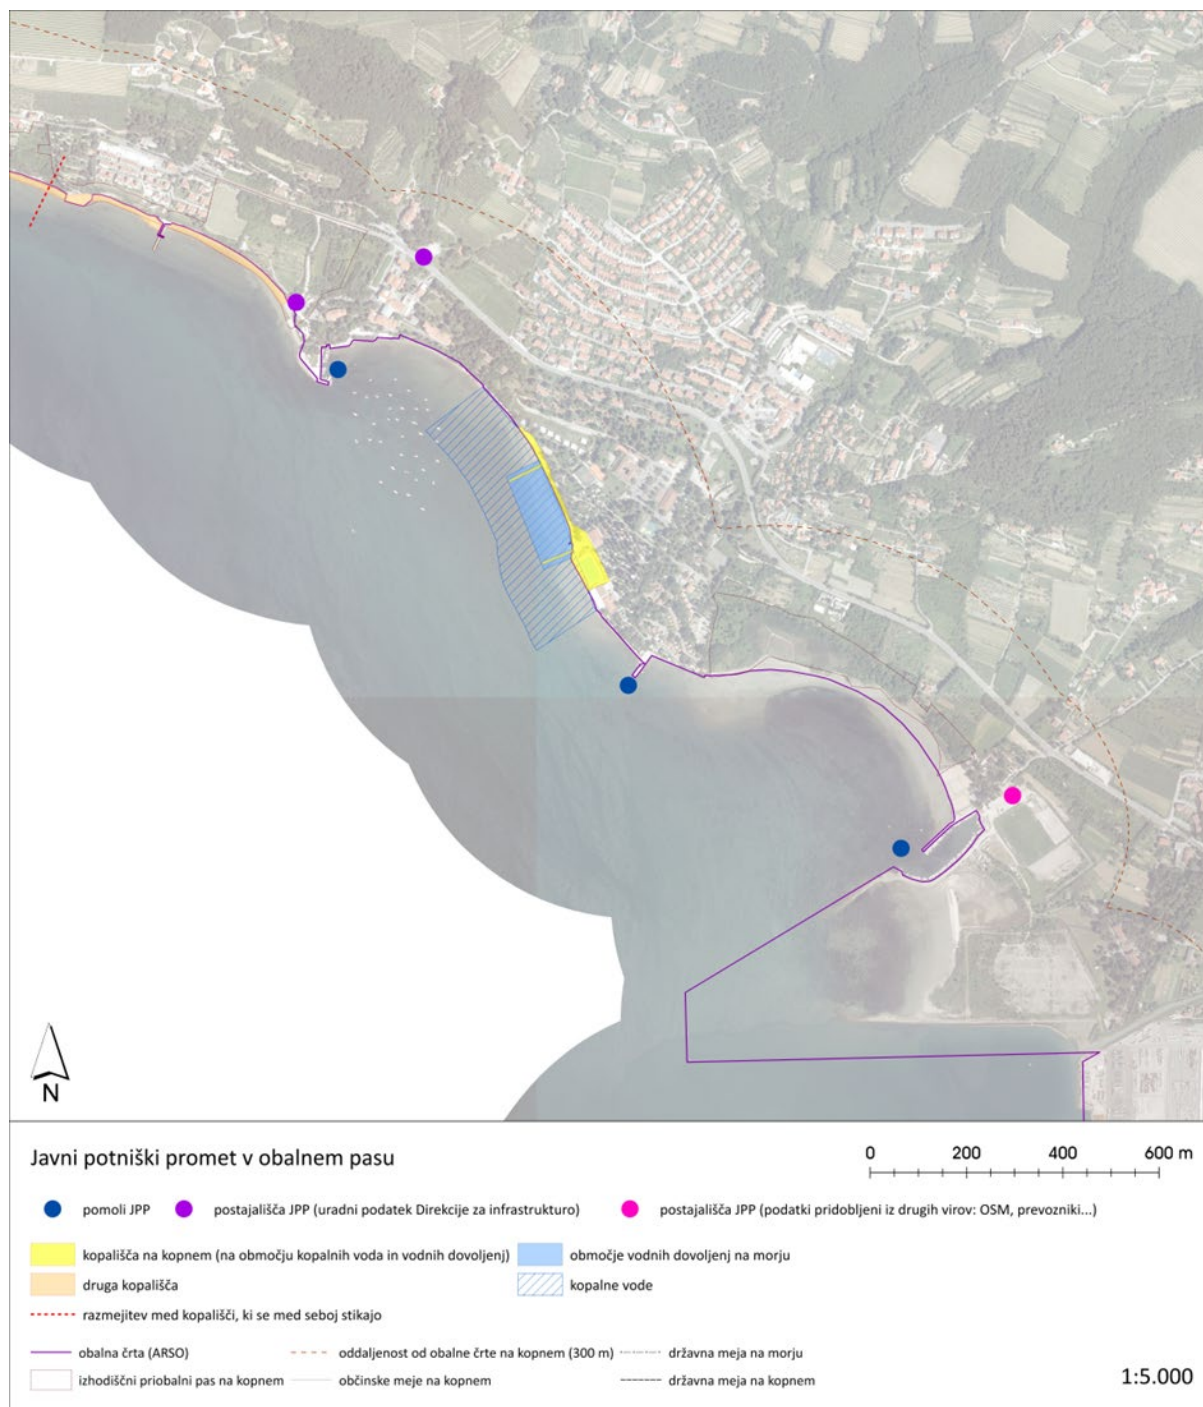 N
Javni potniški promet v obalnem pasu
0 200 400 600 m
pomoli JPP
postajališča JPP (uradni podatek Direkcije za infrastrukturo)
postajališča JPP (podatki pridobljeni iz drugih virov: OSM, prevozniki...)
kopališča na kopnem (na območju kopalnih voda in vodnih dovoljenj)
območje vodnih dovoljenj na morju
druga kopališča
kopalne vode
razmejitev med kopališči, ki se med seboj stikajo
obalna črta (ARSO)
oddaljenost od obalne črte na kopnem (300 m)
državna meja na morju
izhodiščni priobalni pas na kopnem
občinske meje na kopnem
državna meja na kopnem
1:5.000